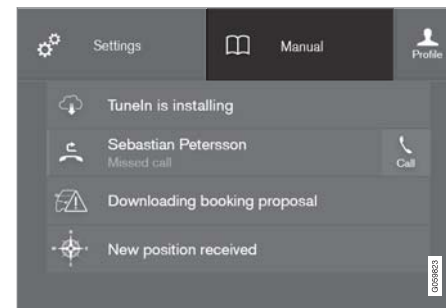 Settings
Manual
Profile
TuneIn is installing
Sebastian Petersson
Missed call
Call
Downloading booking proposal
New position received
G059823